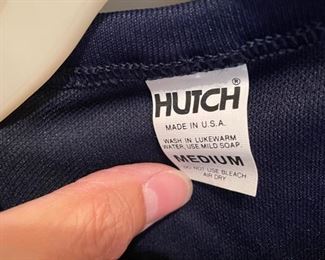 HUTCH®
MADE IN U.S.A.
WASH IN LUKEWARM
WATER, USE MILD SOAP.
MEDIUM
DO NOT USE BLEACH
AIR DRY